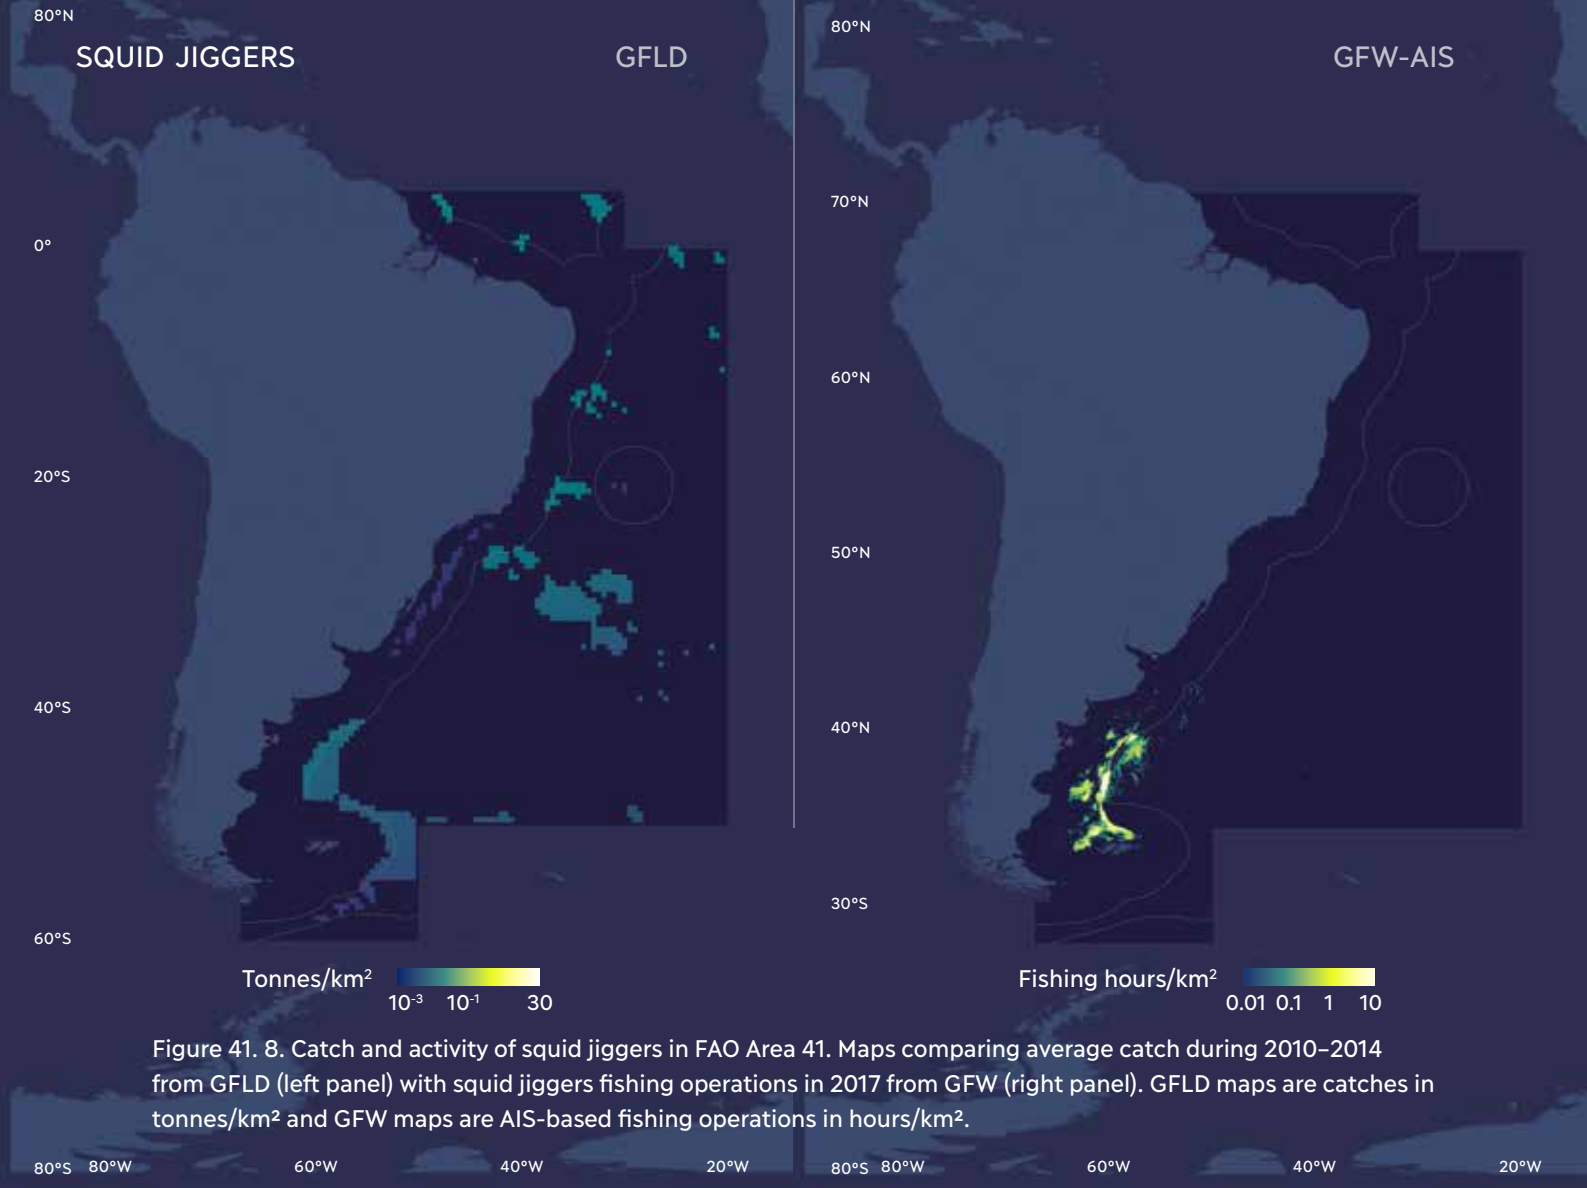 80°N
SQUID JIGGERS
GFLD
0°
20°S
40°S
60°S
80°N
GFW-AIS
70°N
60°N
50°N
40°N
30°S
Tonnes/km²
10⁻³ 10⁻¹ 30
Fishing hours/km²
0.01 0.1 1 10
Figure 41. 8. Catch and activity of squid jiggers in FAO Area 41. Maps comparing average catch during 2010–2014
from GFLD (left panel) with squid jiggers fishing operations in 2017 from GFW (right panel). GFLD maps are catches in
tonnes/km² and GFW maps are AIS-based fishing operations in hours/km².
80°S 80°W 60°W 40°W 20°W
80°S 80°W 60°W 40°W 20°W